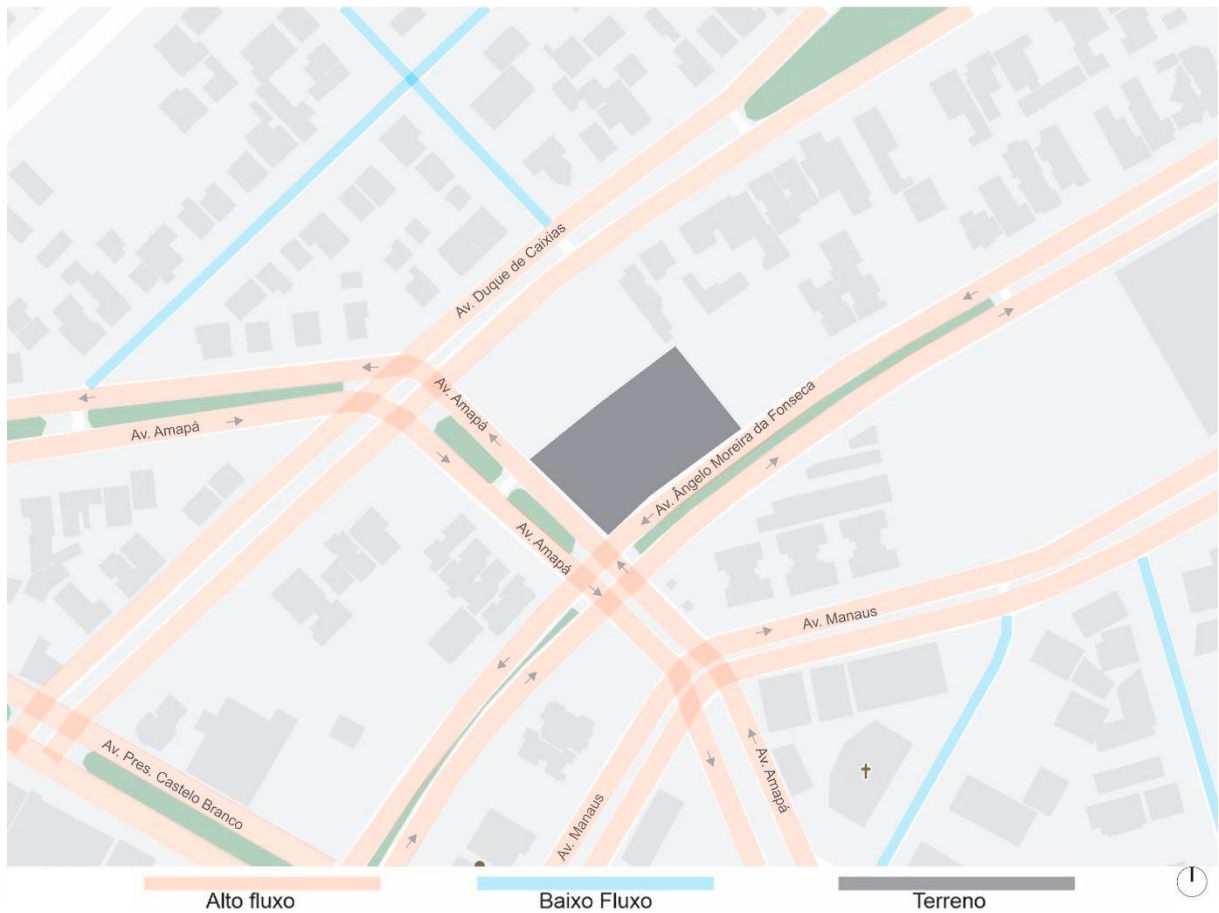 Av. Duque de Caixias
Av. Amapá
Av. Amapá
Av. Ângelo Moreira da Fonseca
Av. Amapá
Av. Manaus
Av. Pres. Castelo Branco
Av. Amapá
Av. Manaus
Alto fluxo
Baixo Fluxo
Terreno